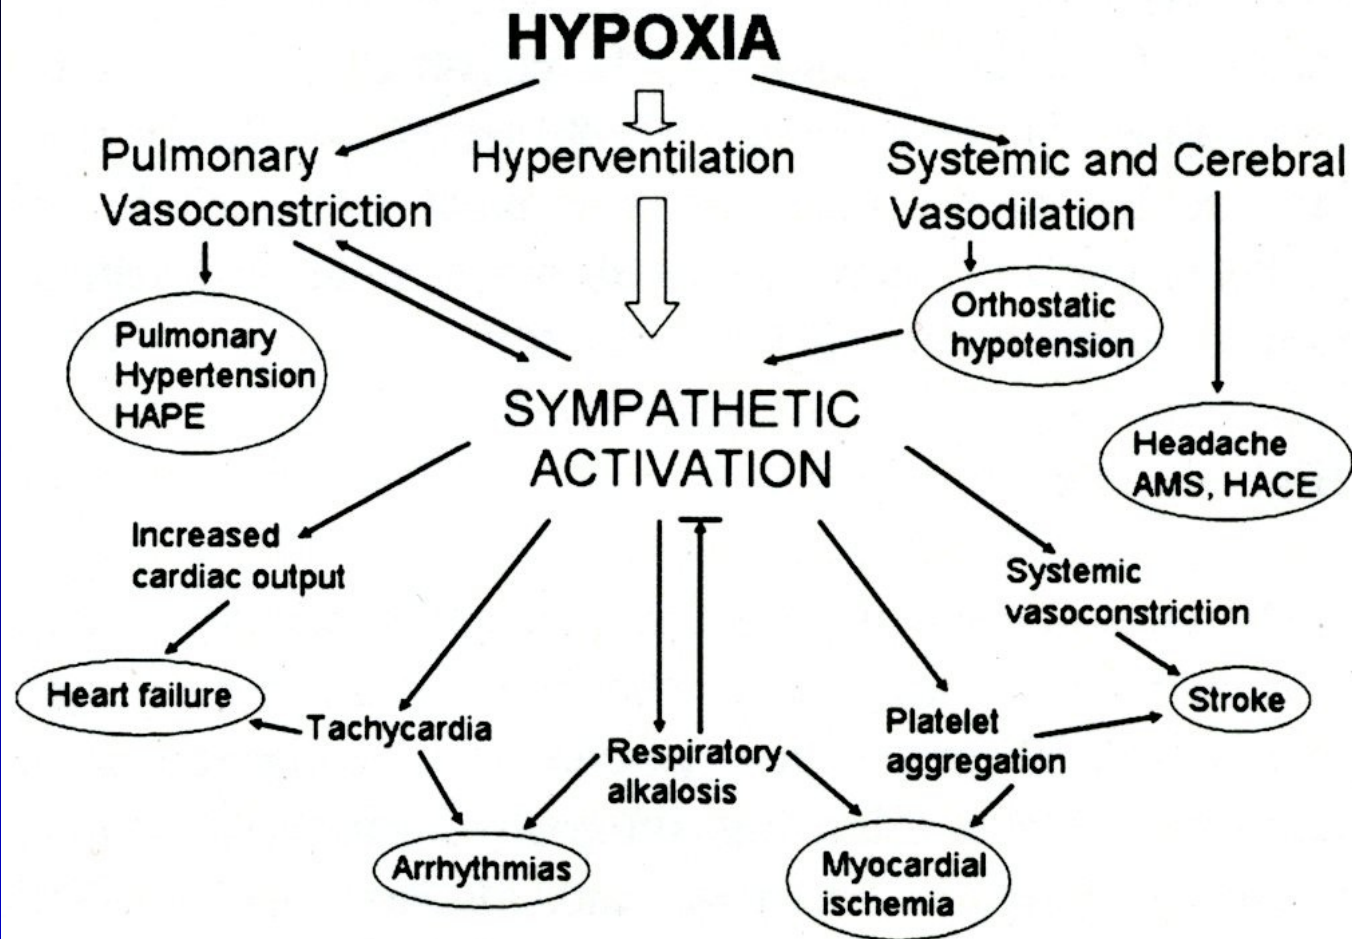 HYPOXIA
Pulmonary
Vasoconstriction
Hyperventilation
Systemic and Cerebral
Vasodilation
Pulmonary
Hypertension
HAPE
Orthostatic
hypotension
SYMPATHETIC
ACTIVATION
Headache
AMS, HACE
Increased
cardiac output
Systemic
vasoconstriction
Heart failure
Tachycardia
Respiratory
alkalosis
Platelet
aggregation
Stroke
Arrhythmias
Myocardial
ischemia